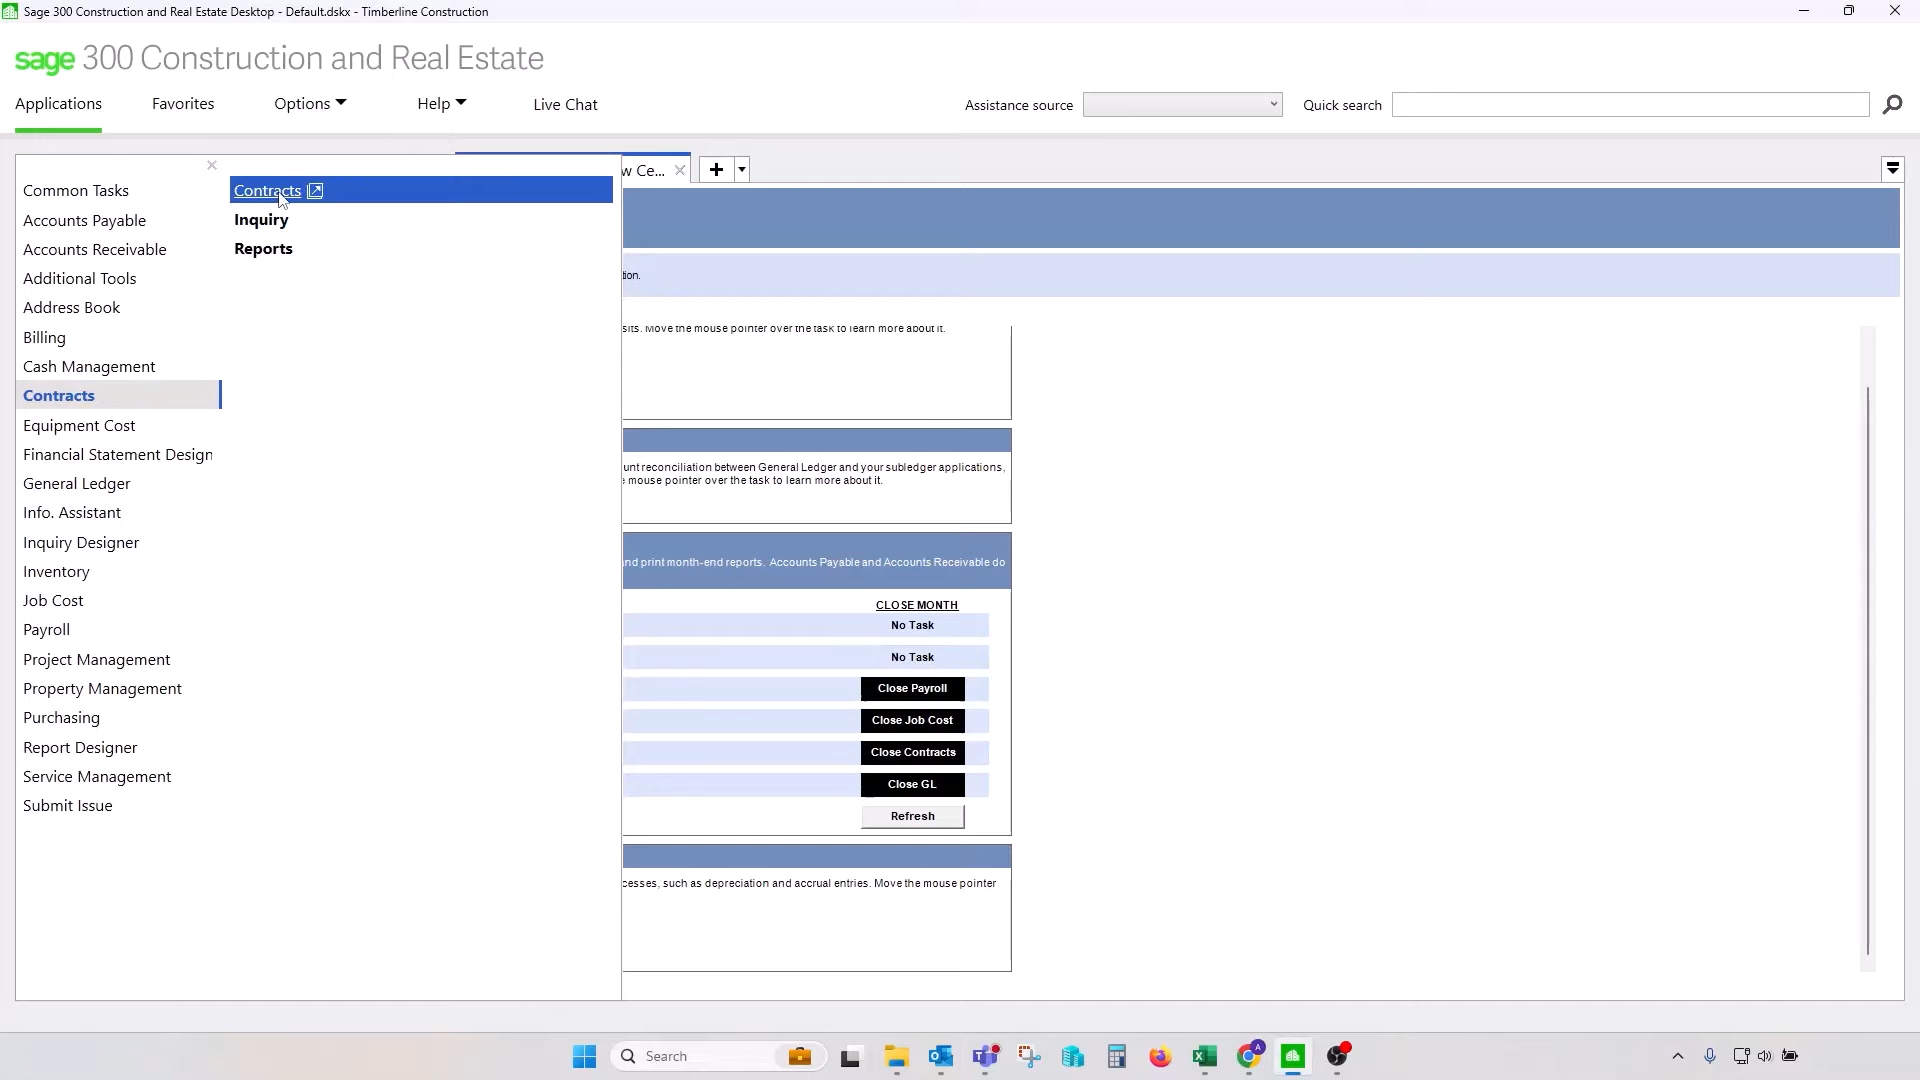 Sage 300 Construction and Real Estate Desktop - Default.dskx - Timberline Construction
sage 300 Construction and Real Estate
Applications
Favorites
Options
Help
Live Chat
Assistance source
Quick search
Common Tasks
Accounts Payable
Accounts Receivable
Additional Tools
Address Book
Billing
Cash Management
Contracts
Equipment Cost
Financial Statement Design
General Ledger
Info. Assistant
Inquiry Designer
Inventory
Job Cost
Payroll
Project Management
Property Management
Purchasing
Report Designer
Service Management
Submit Issue
Contracts
Inquiry
Reports
w Ce...
tion.
sits. Move the mouse pointer over the task to learn more about it.
unt reconciliation between General Ledger and your subledger applications,
mouse pointer over the task to learn more about it.
and print month-end reports. Accounts Payable and Accounts Receivable do
CLOSE MONTH
No Task
No Task
Close Payroll
Close Job Cost
Close Contracts
Close GL
Refresh
cesses, such as depreciation and accrual entries. Move the mouse pointer
Search